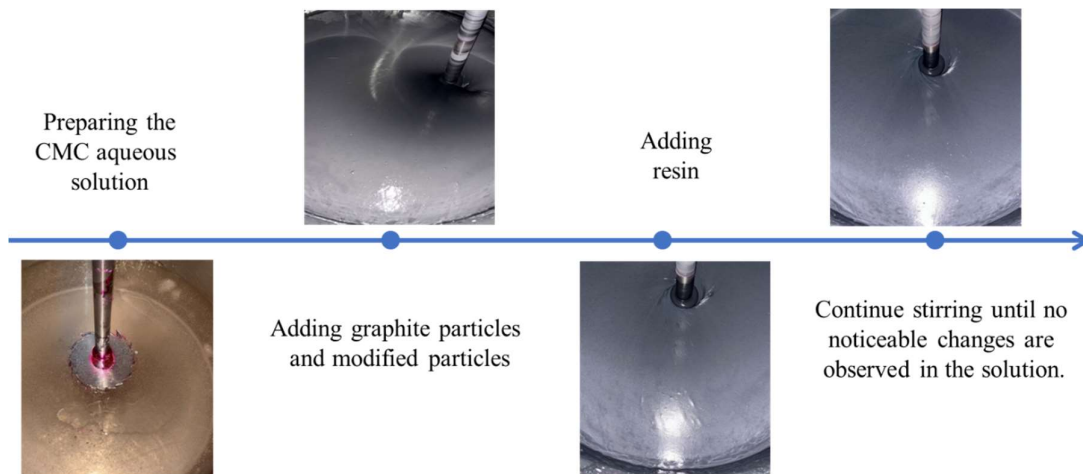 Preparing the
CMC aqueous
solution
Adding graphite particles
and modified particles
Adding
resin
Continue stirring until no
noticeable changes are
observed in the solution.